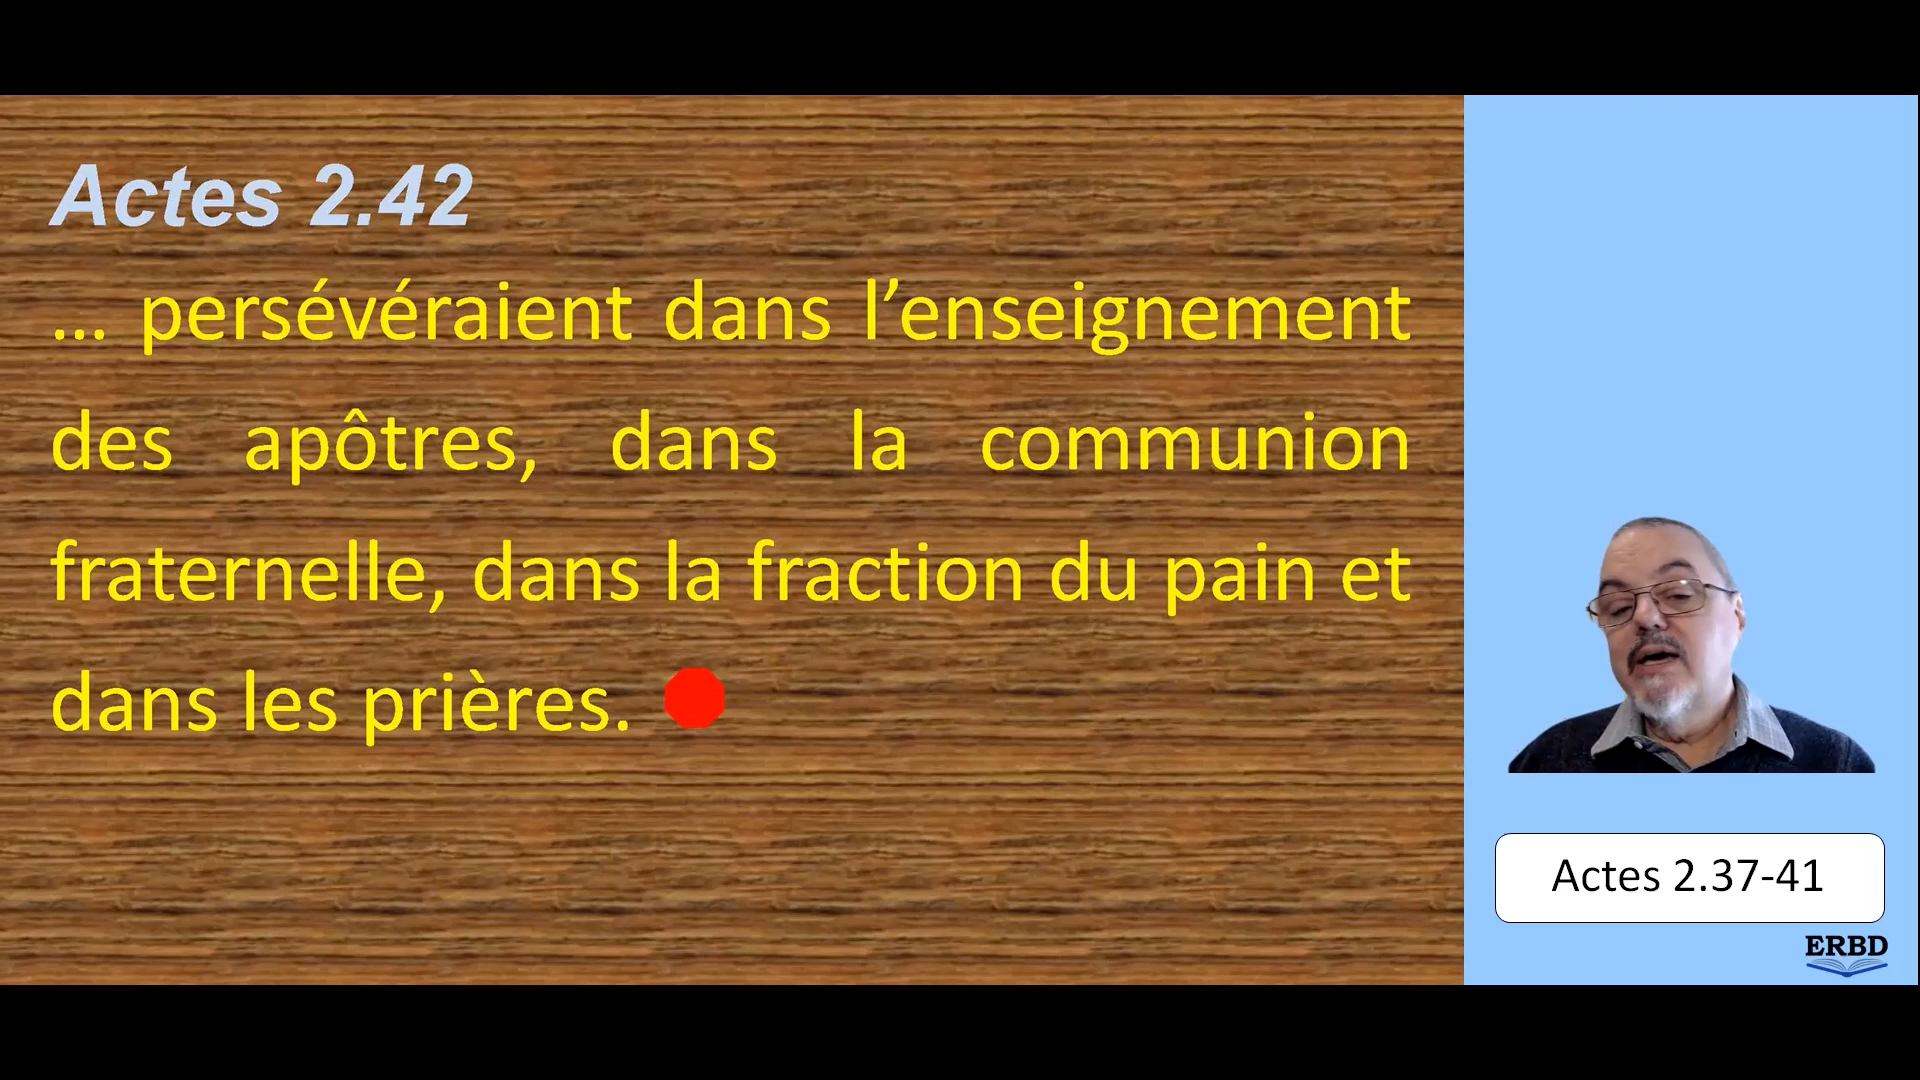 Actes 2.42
… persévéraient dans l’enseignement
des apôtres, dans la communion
fraternelle, dans la fraction du pain et
dans les prières.
Actes 2.37-41
ERBD